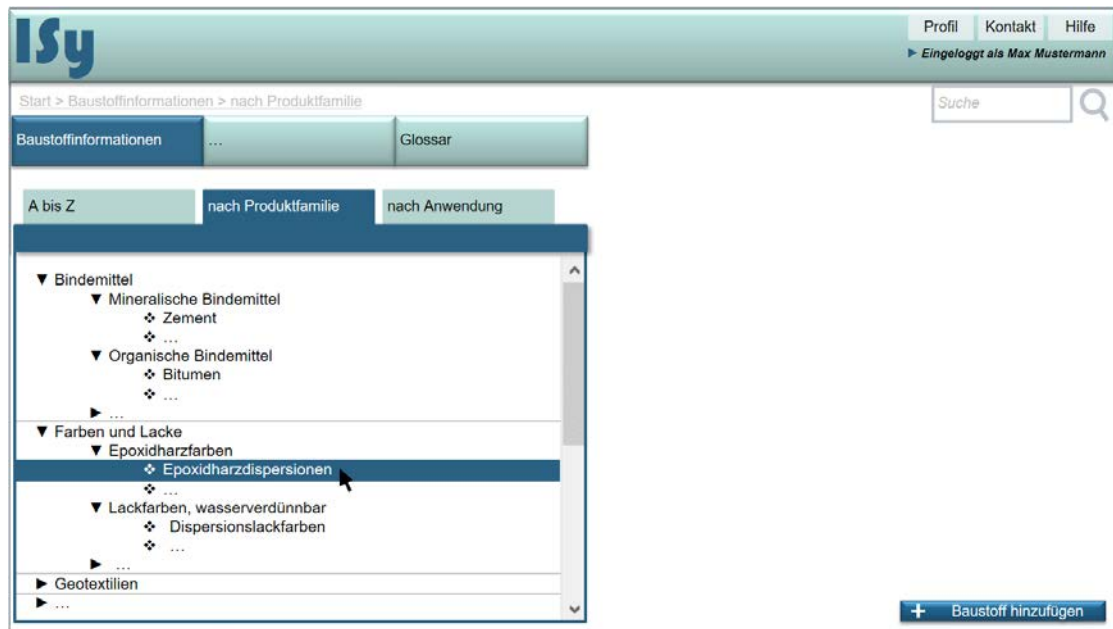 ISy
Profil Kontakt Hilfe
Eingeloggt als Max Mustermann
Start > Baustoffinformationen > nach Produktfamilie
Suche
Baustoffinformationen ... Glossar
A bis Z nach Produktfamilie nach Anwendung
▼ Bindemittel
▼ Mineralische Bindemittel
❖ Zement
❖ ...
▼ Organische Bindemittel
❖ Bitumen
❖ ...
► ...
▼ Farben und Lacke
▼ Epoxidharzfarben
❖ Epoxidharzdispersionen
❖ ...
▼ Lackfarben, wasserverdünnbar
❖ Dispersionslackfarben
❖ ...
► ...
► Geotextilien
► ...
+ Baustoff hinzufügen